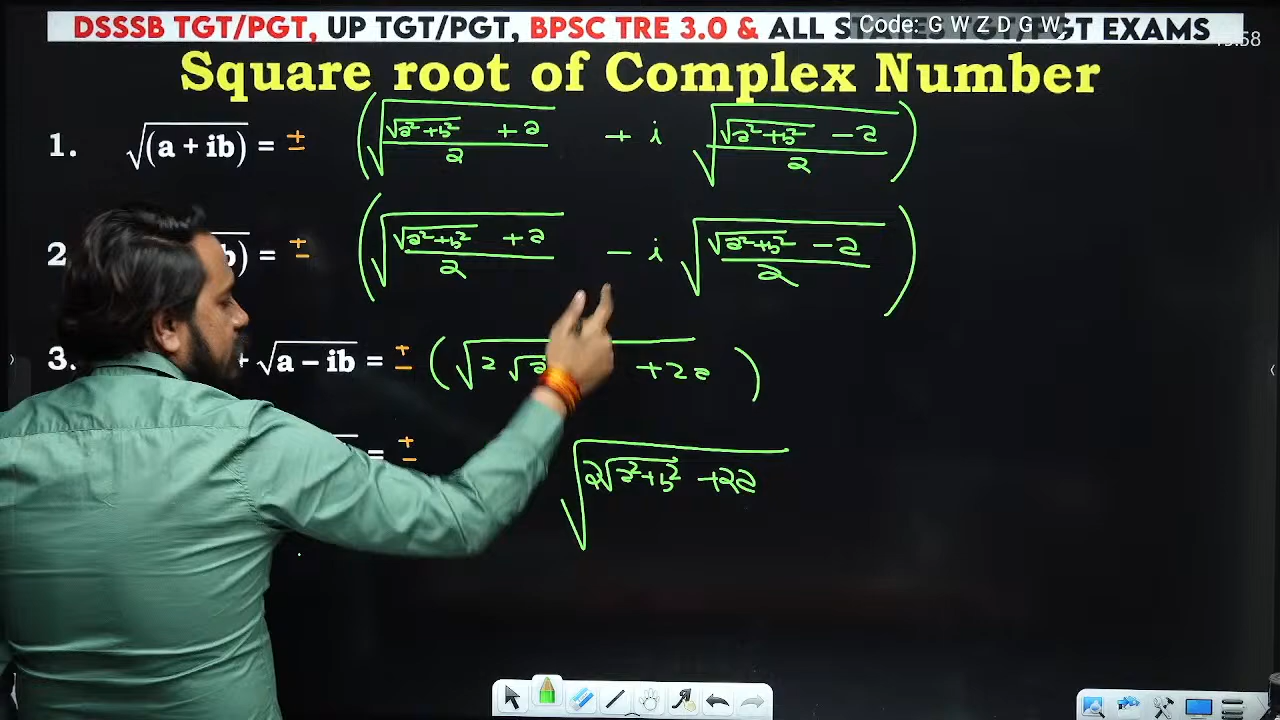 DSSSB TGT/PGT, UP TGT/PGT, BPSC TRE 3.0 & ALL S
Code: G W Z D G W
GT EXAMS
:58
Square root of Complex Number
1. √(a + ib) = ± (√((√(a²+b²) + a)/2) + i √((√(a²+b²) − a)/2))
2 b) = ± (√((√(a²+b²) + a)/2) − i √((√(a²+b²) − a)/2))
3. + √(a − ib) = ± (√(2√a +2a))
= ±
√(2√(a²+b²) +2a)